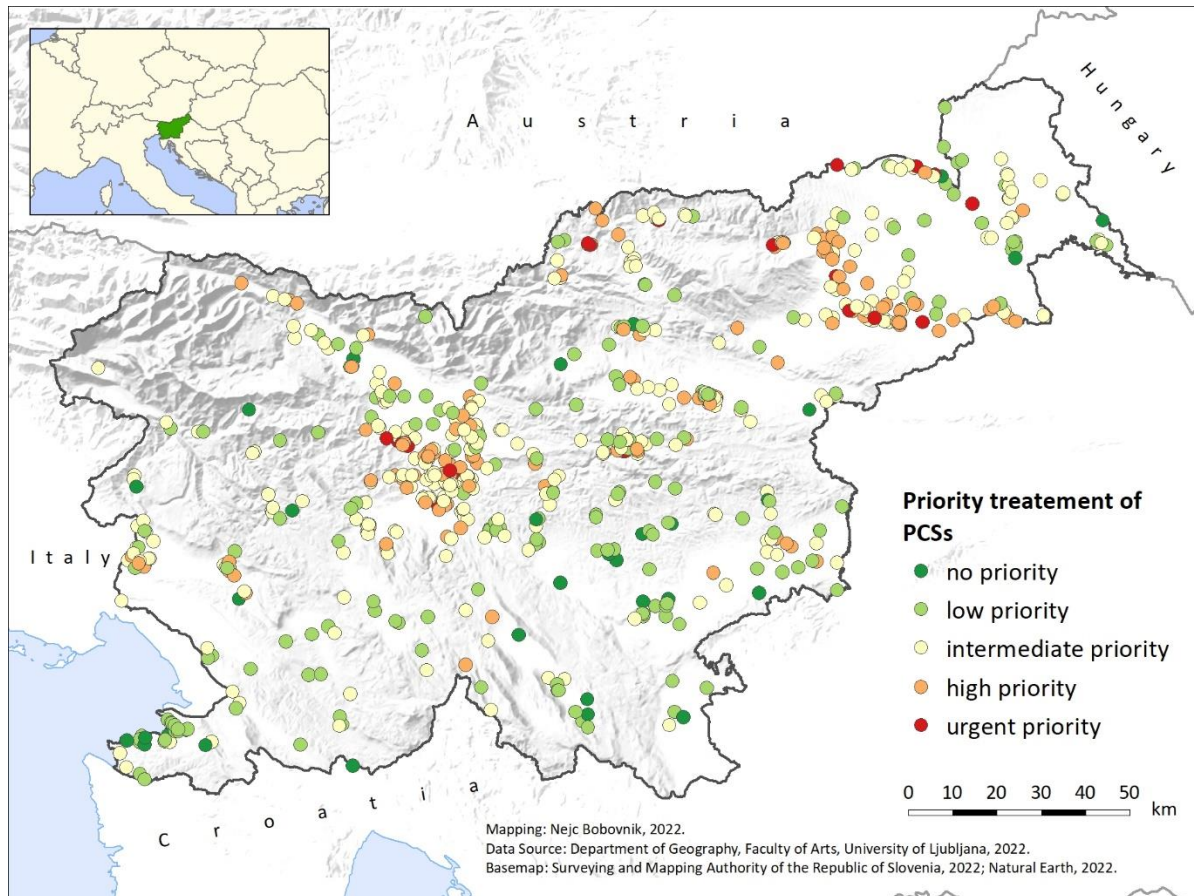 Austria
Hungary
Italy
Croatia
Priority treatement of
PCSs
no priority
low priority
intermediate priority
high priority
urgent priority
0 10 20 30 40 50
km
Mapping: Nejc Bobovnik, 2022.
Data Source: Department of Geography, Faculty of Arts, University of Ljubljana, 2022.
Basemap: Surveying and Mapping Authority of the Republic of Slovenia, 2022; Natural Earth, 2022.